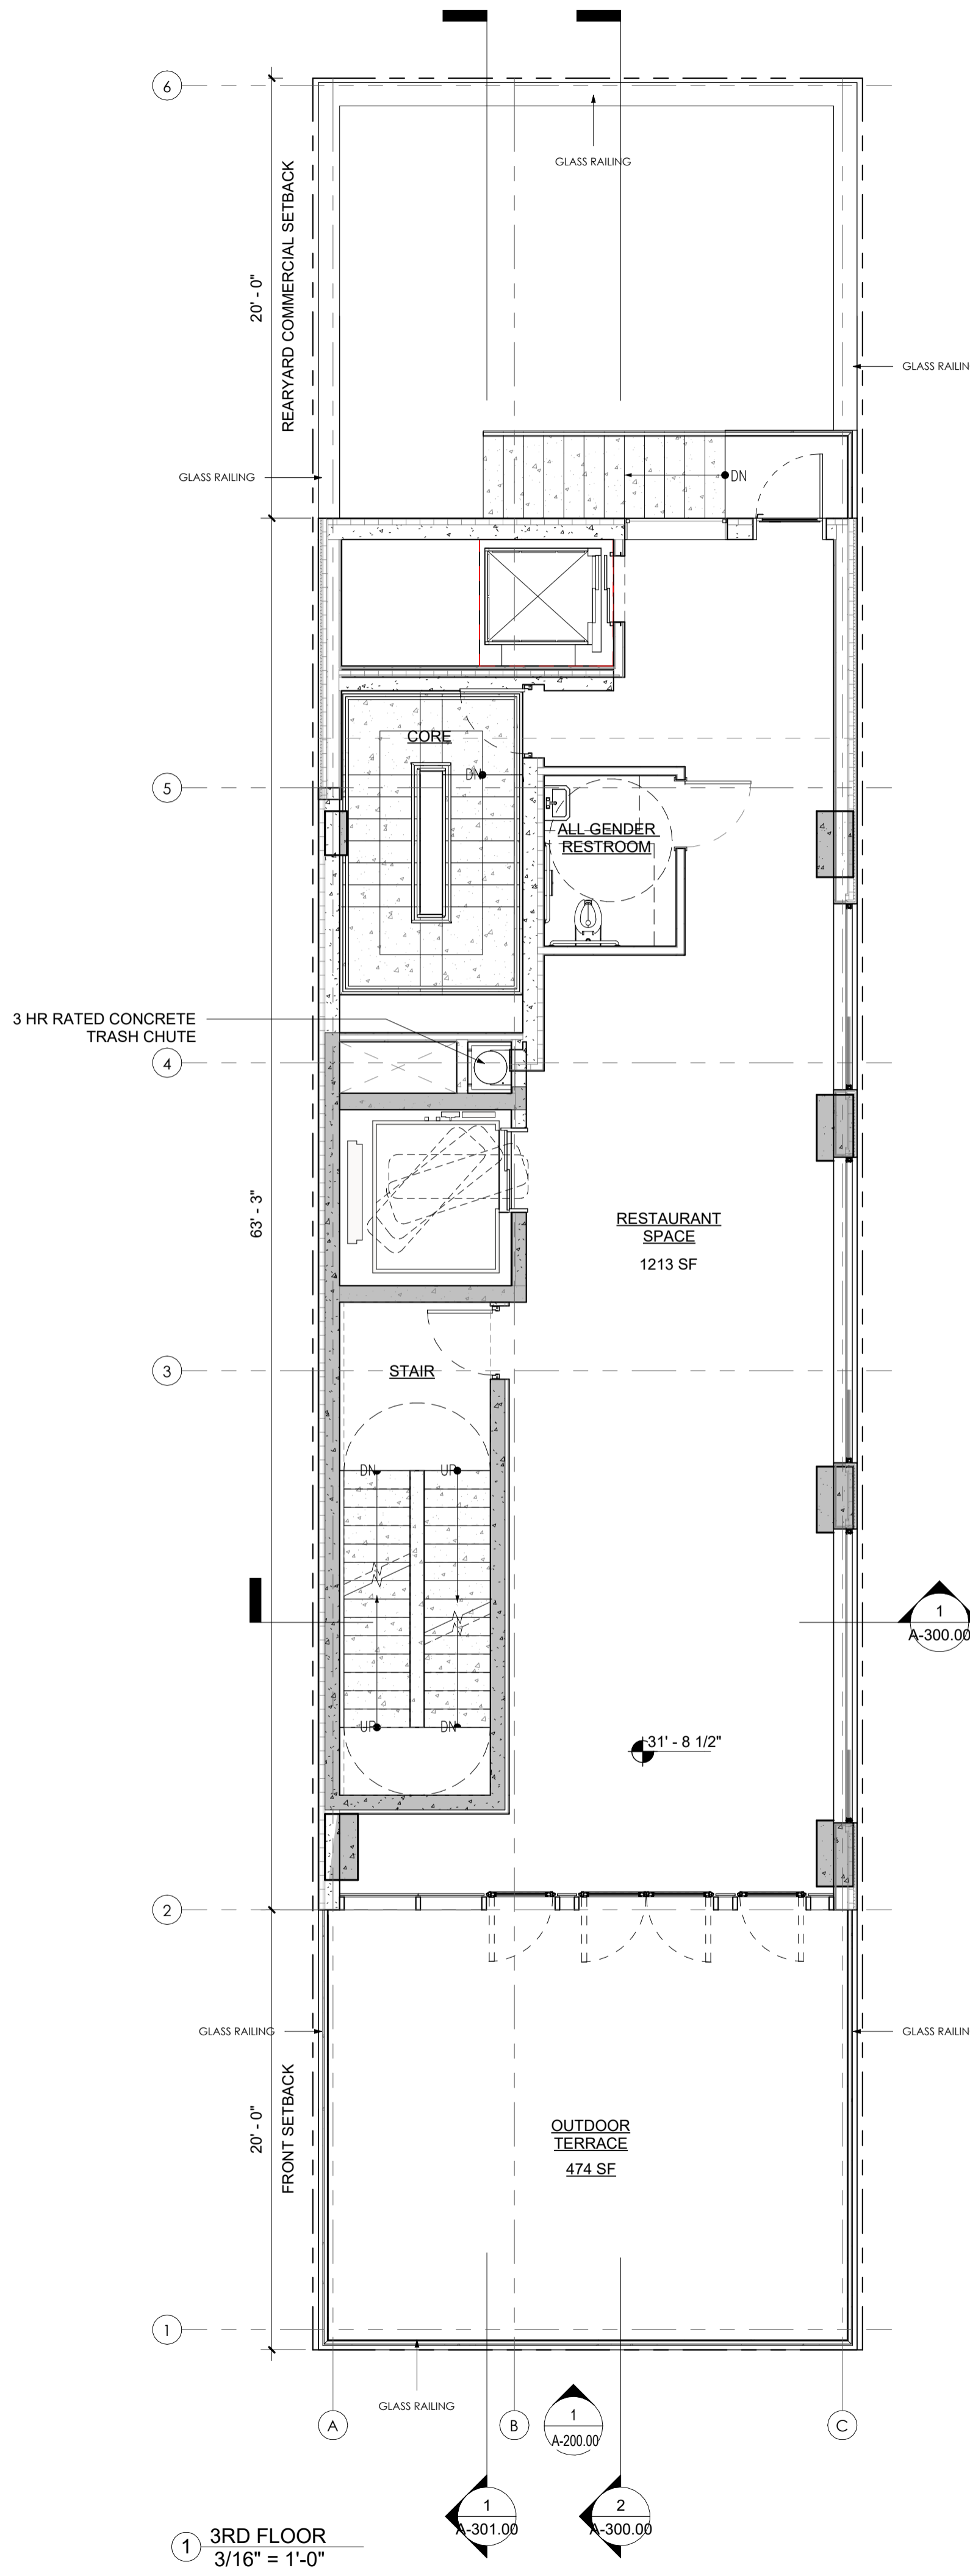 6
GLASS RAILING
20' - 0"
REARYARD COMMERCIAL SETBACK
GLASS RAILIN
GLASS RAILING
DN
CORE
DN
5
ALL GENDER
RESTROOM
3 HR RATED CONCRETE
TRASH CHUTE
4
63' - 3"
RESTAURANT
SPACE
1213 SF
3
STAIR
DN
UP
1
A-300.00
UP
DN
31' - 8 1/2"
2
GLASS RAILING
GLASS RAILIN
20' - 0"
FRONT SETBACK
OUTDOOR
TERRACE
474 SF
1
GLASS RAILING
A
B
C
1
A-200.00
1
A-301.00
2
A-300.00
1
3RD FLOOR
3/16" = 1'-0"